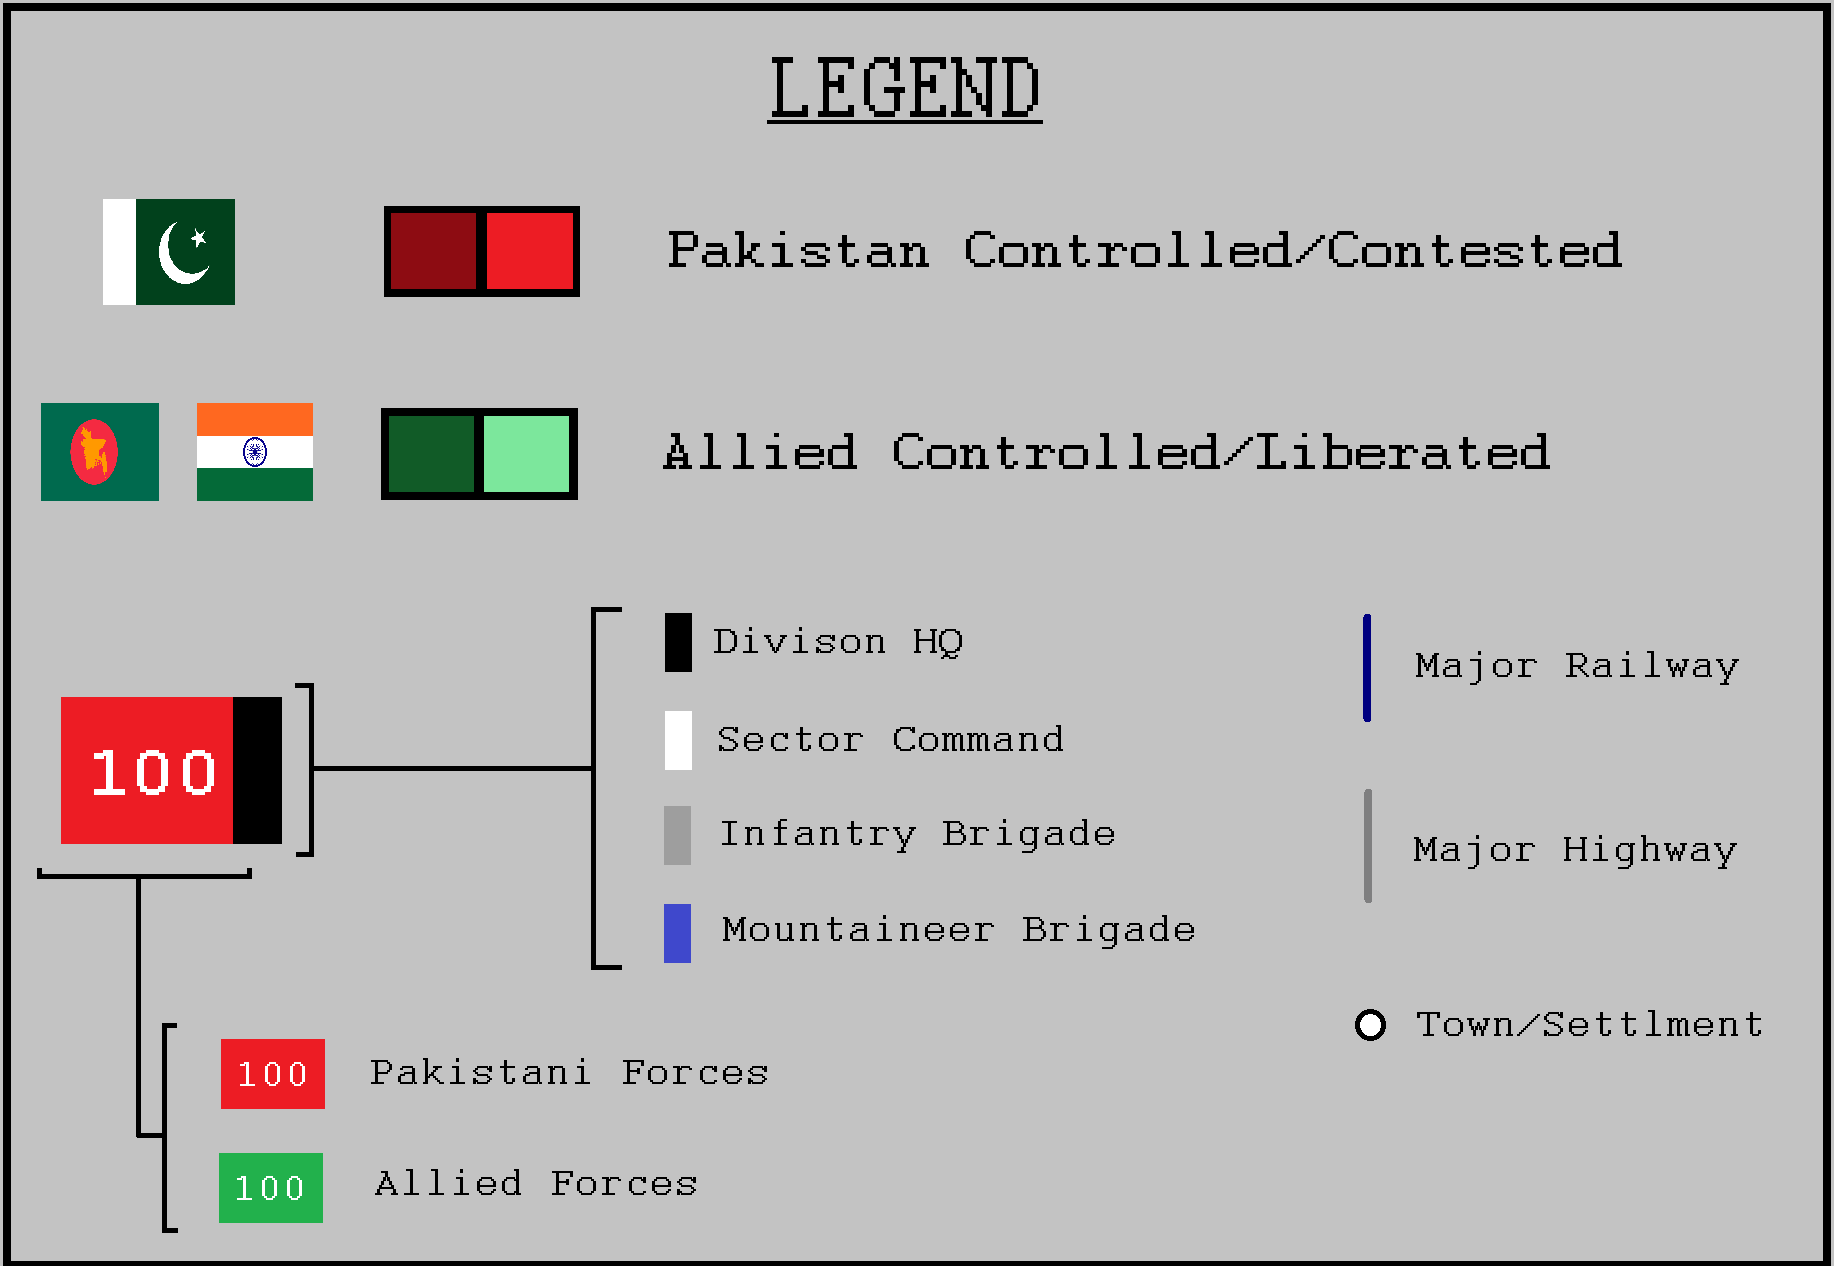 LEGEND
Pakistan Controlled/Contested
Allied Controlled/Liberated
Divison HQ
Sector Command
Infantry Brigade
Mountaineer Brigade
100
Major Railway
Major Highway
Town/Settlment
100 Pakistani Forces
100 Allied Forces